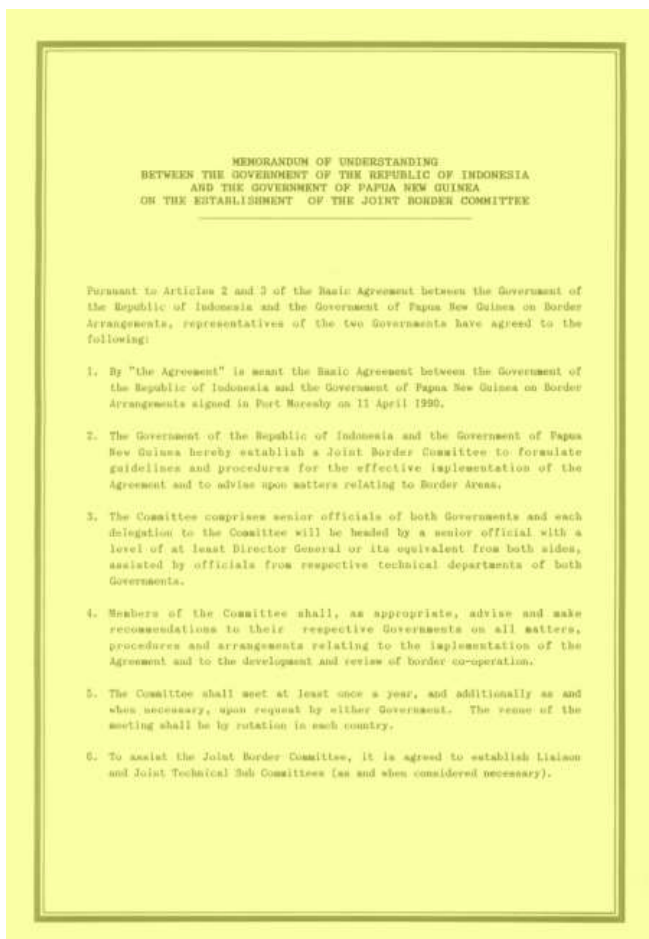 MEMORANDUM OF UNDERSTANDING
BETWEEN THE GOVERNMENT OF THE REPUBLIC OF INDONESIA
AND THE GOVERNMENT OF PAPUA NEW GUINEA
ON THE ESTABLISHMENT OF THE JOINT BORDER COMMITTEE
Pursuant to Articles 2 and 3 of the Basic Agreement between the Government of
the Republic of Indonesia and the Government of Papua New Guinea on Border
Arrangements, representatives of the two Governments have agreed to the
following:
1. By "the Agreement" is meant the Basic Agreement between the Government of
the Republic of Indonesia and the Government of Papua New Guinea on Border
Arrangements signed in Port Moresby on 11 April 1990.
2. The Government of the Republic of Indonesia and the Government of Papua
New Guinea hereby establish a Joint Border Committee to formulate
guidelines and procedures for the effective implementation of the
Agreement and to advise upon matters relating to Border Areas.
3. The Committee comprises senior officials of both Governments and each
delegation to the Committee will be headed by a senior official with a
level of at least Director General or its equivalent from both sides,
assisted by officials from respective technical departments of both
Governments.
4. Members of the Committee shall, as appropriate, advise and make
recommendations to their respective Governments on all matters,
procedures and arrangements relating to the implementation of the
Agreement and to the development and review of border co-operation.
5. The Committee shall meet at least once a year, and additionally as and
when necessary, upon request by either Government. The venue of the
meeting shall be by rotation in each country.
6. To assist the Joint Border Committee, it is agreed to establish Liaison
and Joint Technical Sub Committees (as and when considered necessary).